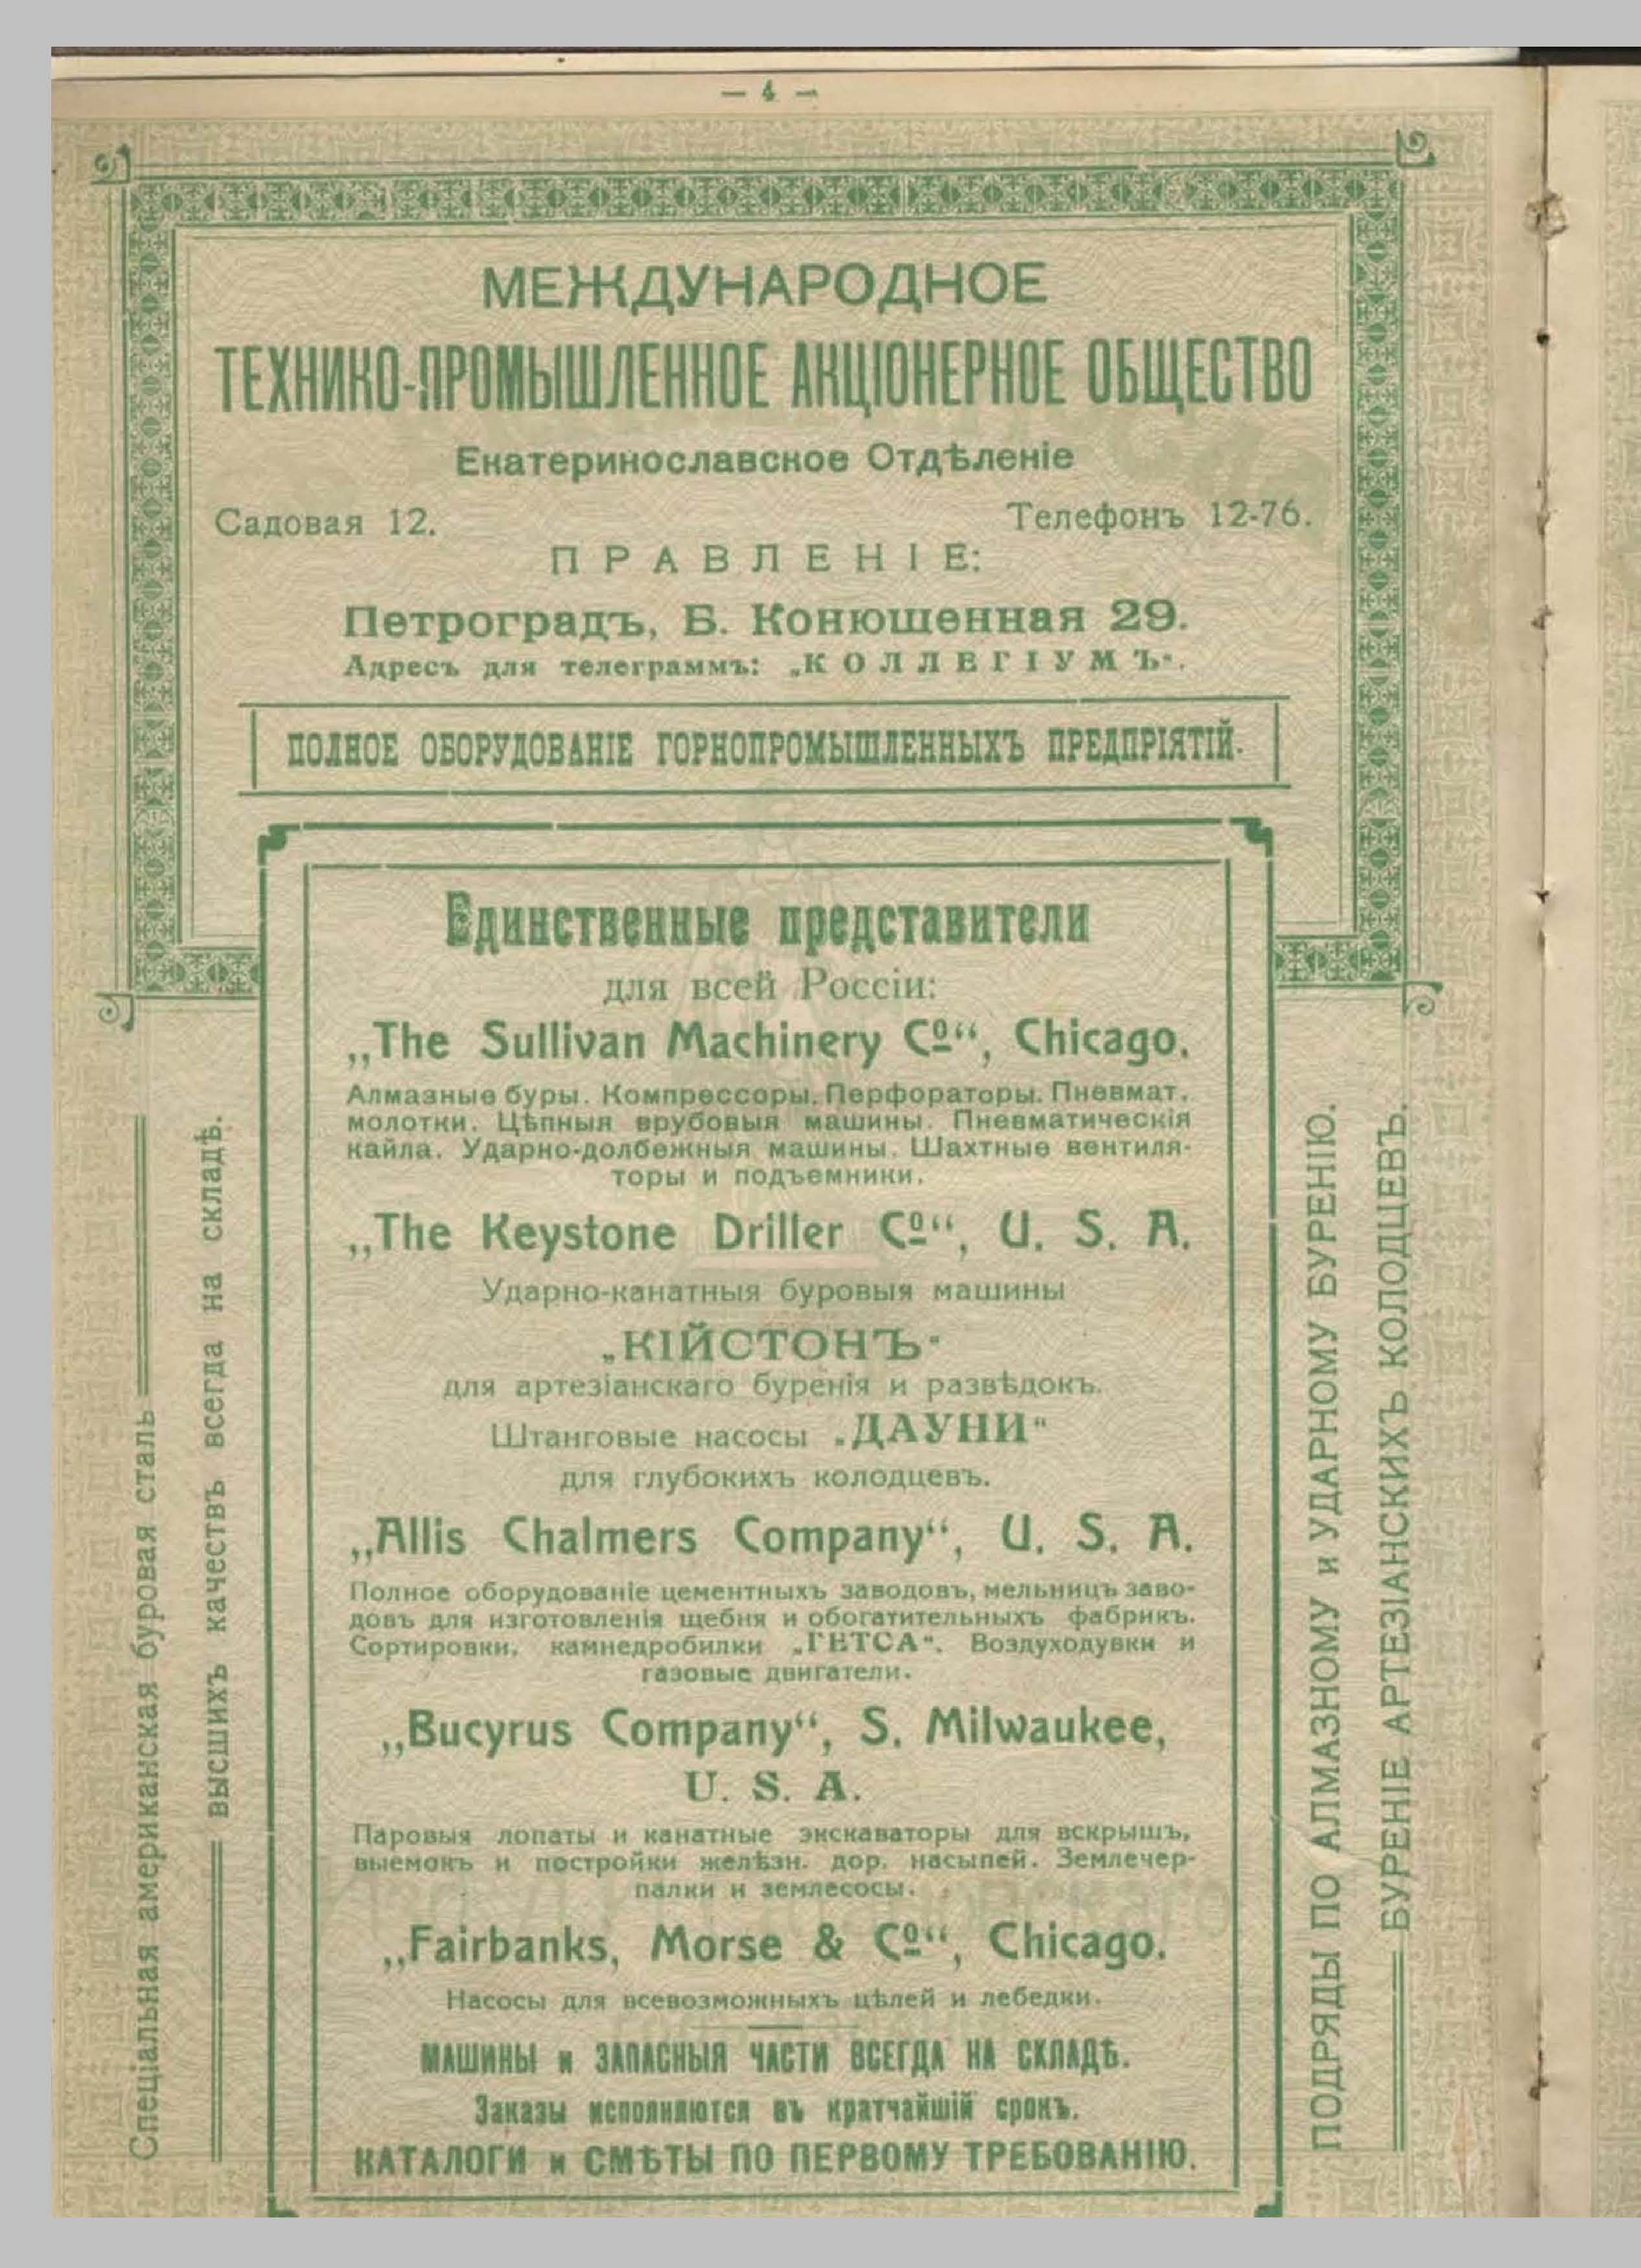 — 4 —
МЕЖДУНАРОДНОЕ
ТЕХНИКО-ПРОМЫШЛЕННОЕ АКЦІОНЕРНОЕ ОБЩЕСТВО
Екатеринославское Отдѣленіе
Садовая 12. Телефонъ 12-76.
ПРАВЛЕНІЕ:
Петроградъ, Б. Конюшенная 29.
Адресъ для телеграммъ: „КОЛЛЕГІУМЪ“.
ПОЛНОЕ ОБОРУДОВАНІЕ ГОРНОПРОМЫШЛЕННЫХЪ ПРЕДПРІЯТІЙ.
Единственные представители
для всей Россіи:
„The Sullivan Machinery Cº“, Chicago.
Алмазные буры. Компрессоры. Перфораторы. Пневмат.
молотки. Цѣпныя врубовыя машины. Пневматическія
кайла. Ударно-долбежныя машины. Шахтные вентиля-
торы и подъемники.
„The Keystone Driller Cº“, U. S. A.
Ударно-канатныя буровыя машины
„КІЙСТОНЪ“
для артезіанскаго буренія и развѣдокъ.
Штанговые насосы „ДАУНИ“
для глубокихъ колодцевъ.
„Allis Chalmers Company“, U. S. A.
Полное оборудованіе цементныхъ заводовъ, мельницъ заво-
довъ для изготовленія щебня и обогатительныхъ фабрикъ.
Сортировки, камнедробилки „ГЕТСА“. Воздуходувки и
газовые двигатели.
„Bucyrus Company“, S. Milwaukee,
U. S. A.
Паровыя лопаты и канатные экскаваторы для вскрышъ,
выемокъ и постройки желѣзн. дор. насыпей. Землечер-
палки и землесосы.
„Fairbanks, Morse & Cº“, Chicago.
Насосы для всевозможныхъ цѣлей и лебедки.
МАШИНЫ и ЗАПАСНЫЯ ЧАСТИ ВСЕГДА НА СКЛАДѢ.
Заказы исполняются въ кратчайшій срокъ.
КАТАЛОГИ и СМѢТЫ ПО ПЕРВОМУ ТРЕБОВАНІЮ.
Спеціальная американская буровая сталь
высшихъ качествъ всегда на складѣ.
ПОДРЯДЫ ПО АЛМАЗНОМУ и УДАРНОМУ БУРЕНІЮ.
БУРЕНІЕ АРТЕЗІАНСКИХЪ КОЛОДЦЕВЪ.